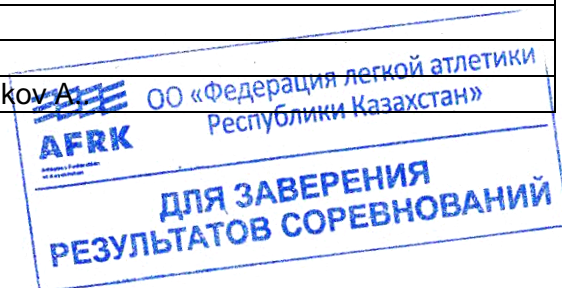 kov A.
ОО «Федерация легкой атлетики
Республики Казахстан»
AFRK
ДЛЯ ЗАВЕРЕНИЯ
РЕЗУЛЬТАТОВ СОРЕВНОВАНИЙ